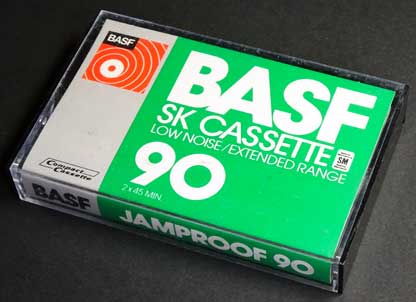 BASF
BASF
SK CASSETTE
LOW NOISE/EXTENDED RANGE
SM
90
2 x 45 MIN.
Compact
Cassette
BASF
JAMPROOF 90